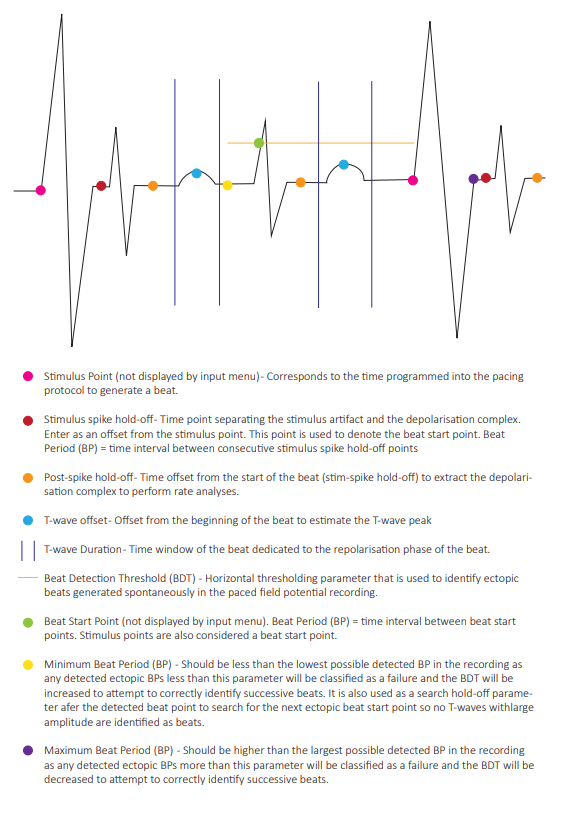 Stimulus Point (not displayed by input menu)- Corresponds to the time programmed into the pacing
protocol to generate a beat.
Stimulus spike hold-off- Time point separating the stimulus artifact and the depolarisation complex.
Enter as an offset from the stimulus point. This point is used to denote the beat start point. Beat
Period (BP) = time interval between consecutive stimulus spike hold-off points
Post-spike hold-off- Time offset from the start of the beat (stim-spike hold-off) to extract the depolari-
sation complex to perform rate analyses.
T-wave offset- Offset from the beginning of the beat to estimate the T-wave peak
T-wave Duration- Time window of the beat dedicated to the repolarisation phase of the beat.
Beat Detection Threshold (BDT) - Horizontal thresholding parameter that is used to identify ectopic
beats generated spontaneously in the paced field potential recording.
Beat Start Point (not displayed by input menu). Beat Period (BP) = time interval between beat start
points. Stimulus points are also considered a beat start point.
Minimum Beat Period (BP) - Should be less than the lowest possible detected BP in the recording as
any detected ectopic BPs less than this parameter will be classified as a failure and the BDT will be
increased to attempt to correctly identify successive beats. It is also used as a search hold-off parame-
ter afer the detected beat point to search for the next ectopic beat start point so no T-waves withlarge
amplitude are identified as beats.
Maximum Beat Period (BP) - Should be higher than the largest possible detected BP in the recording
as any detected ectopic BPs more than this parameter will be classified as a failure and the BDT will be
decreased to attempt to correctly identify successive beats.